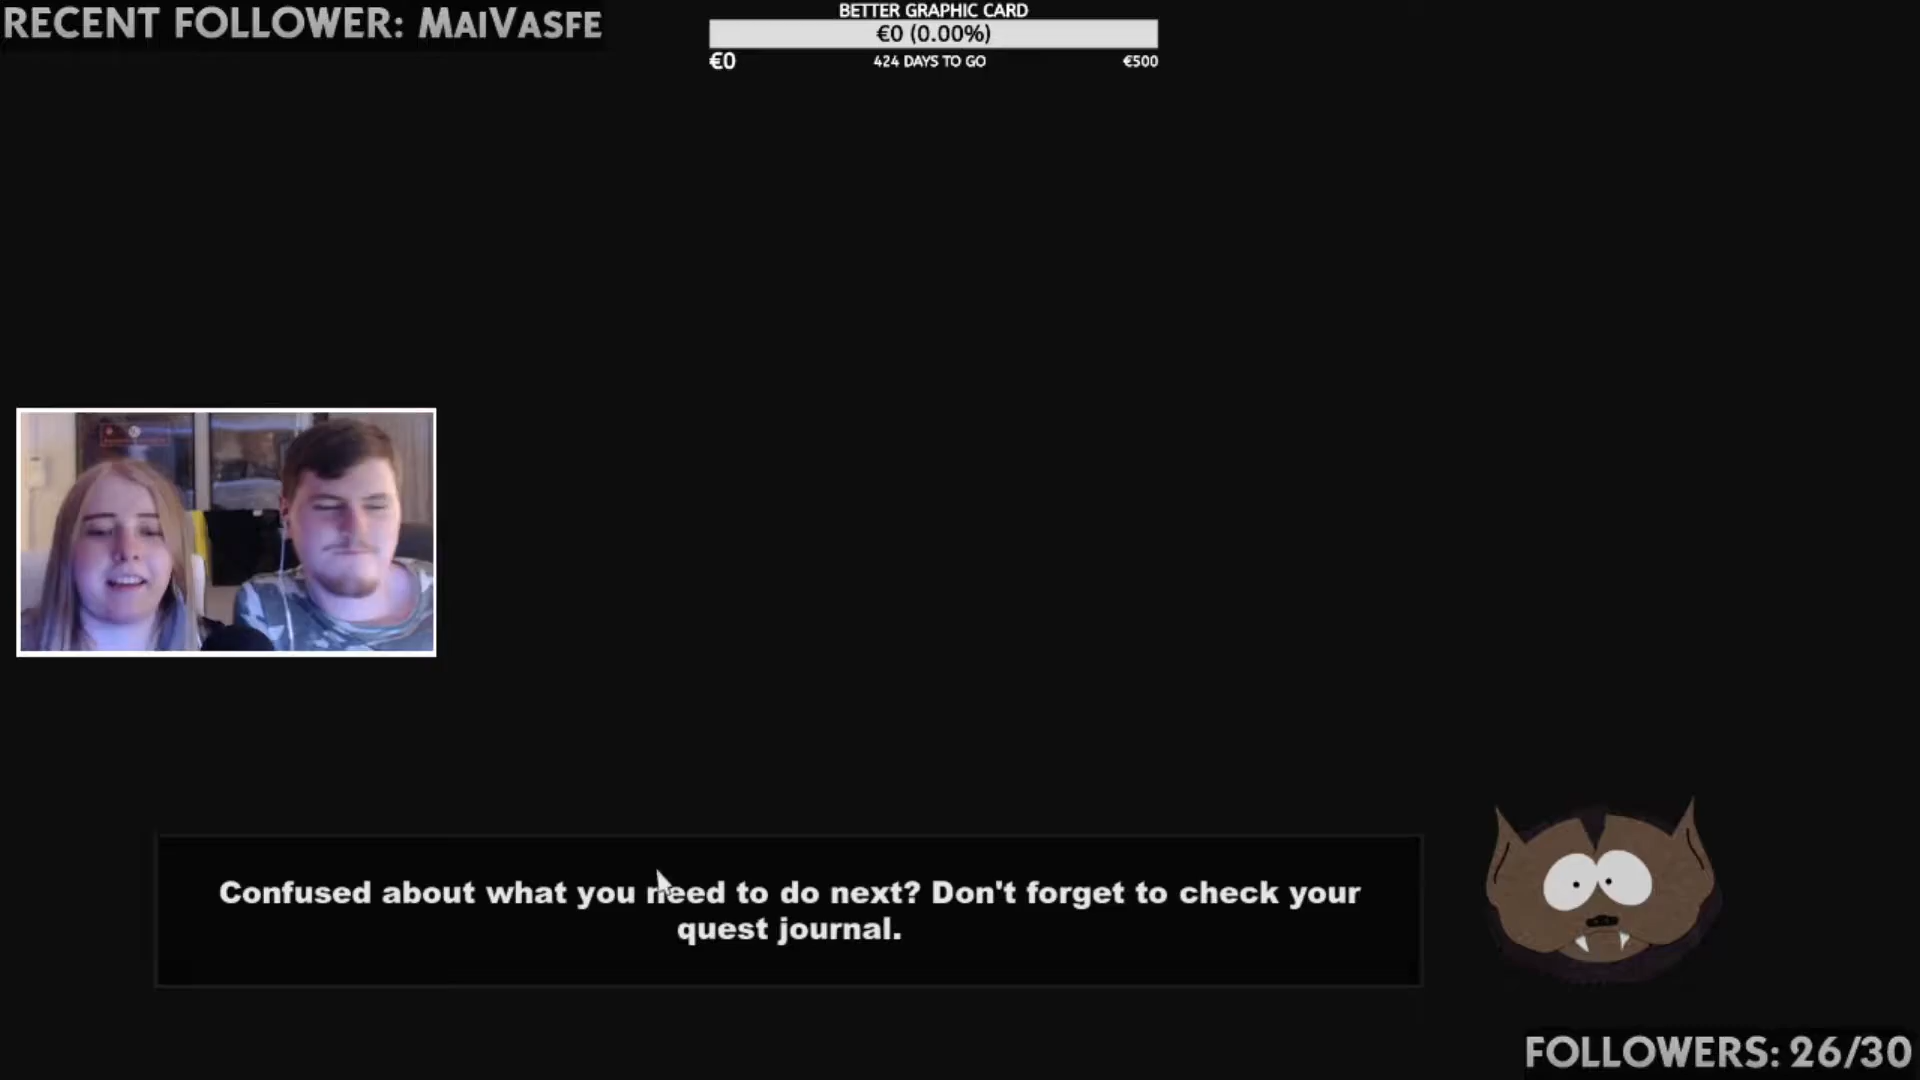 RECENT FOLLOWER: MAIVASFE
BETTER GRAPHIC CARD
€0 (0.00%)
€0 424 DAYS TO GO €500
Confused about what you need to do next? Don't forget to check your
quest journal.
FOLLOWERS: 26/30